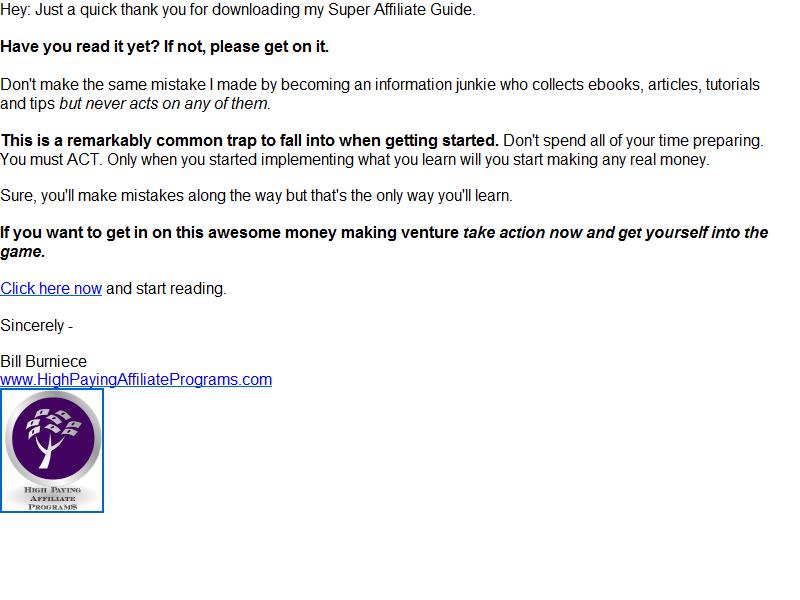 Hey: Just a quick thank you for downloading my Super Affiliate Guide.
Have you read it yet? If not, please get on it.
Don't make the same mistake I made by becoming an information junkie who collects ebooks, articles, tutorials
and tips but never acts on any of them.
This is a remarkably common trap to fall into when getting started. Don't spend all of your time preparing.
You must ACT. Only when you started implementing what you learn will you start making any real money.
Sure, you'll make mistakes along the way but that's the only way you'll learn.
If you want to get in on this awesome money making venture take action now and get yourself into the
game.
Click here now and start reading.
Sincerely -
Bill Burniece
www.HighPayingAffiliatePrograms.com
High Paying
Affiliate
Program$